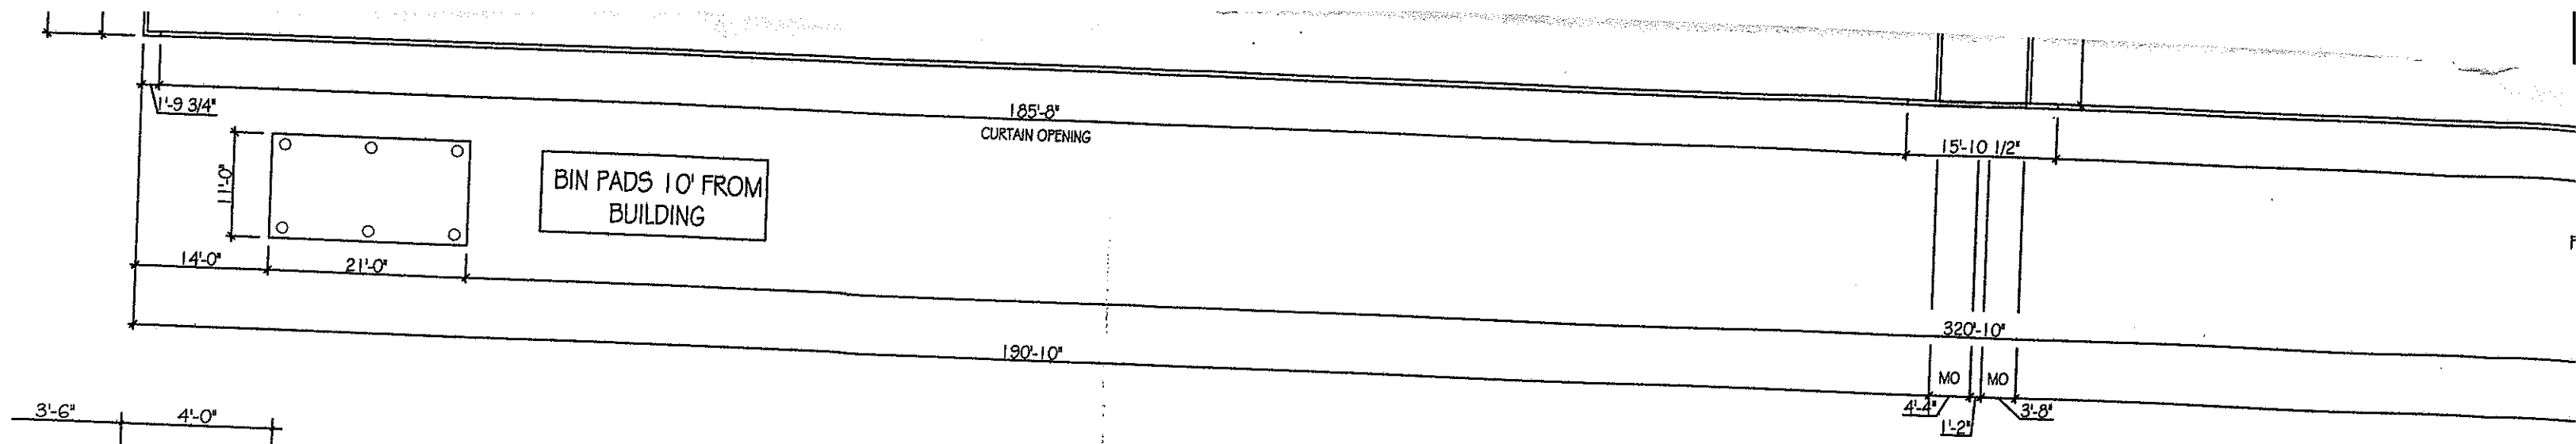 1'-9 3/4"
185'-8"
CURTAIN OPENING
15'-10 1/2"
11'-0"
BIN PADS 10' FROM
BUILDING
14'-0"
21'-0"
320'-10"
190'-10"
MO
MO
4'-4"
1'-2"
3'-8"
3'-6"
4'-0"
F